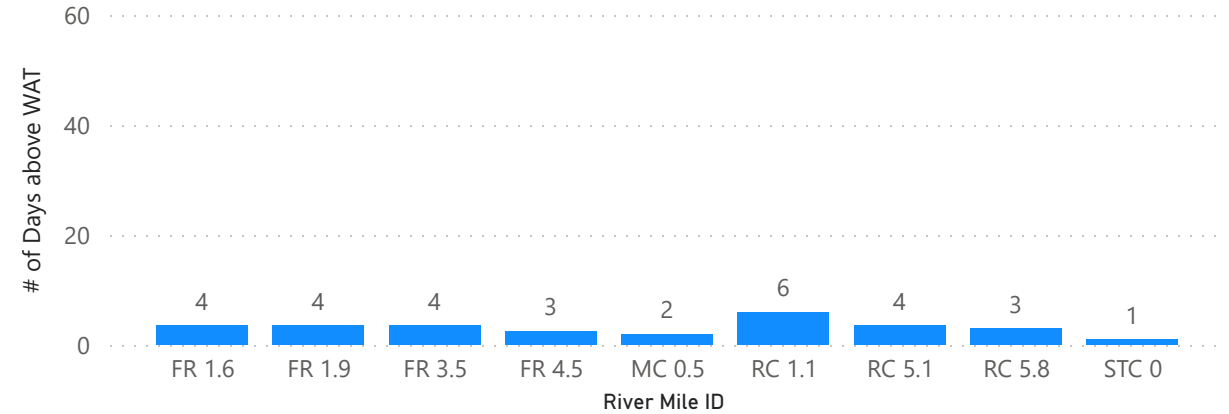 60
40
20
0
# of Days above WAT
4 4 4 3 2 6 4 3 1
FR 1.6 FR 1.9 FR 3.5 FR 4.5 MC 0.5 RC 1.1 RC 5.1 RC 5.8 STC 0
River Mile ID